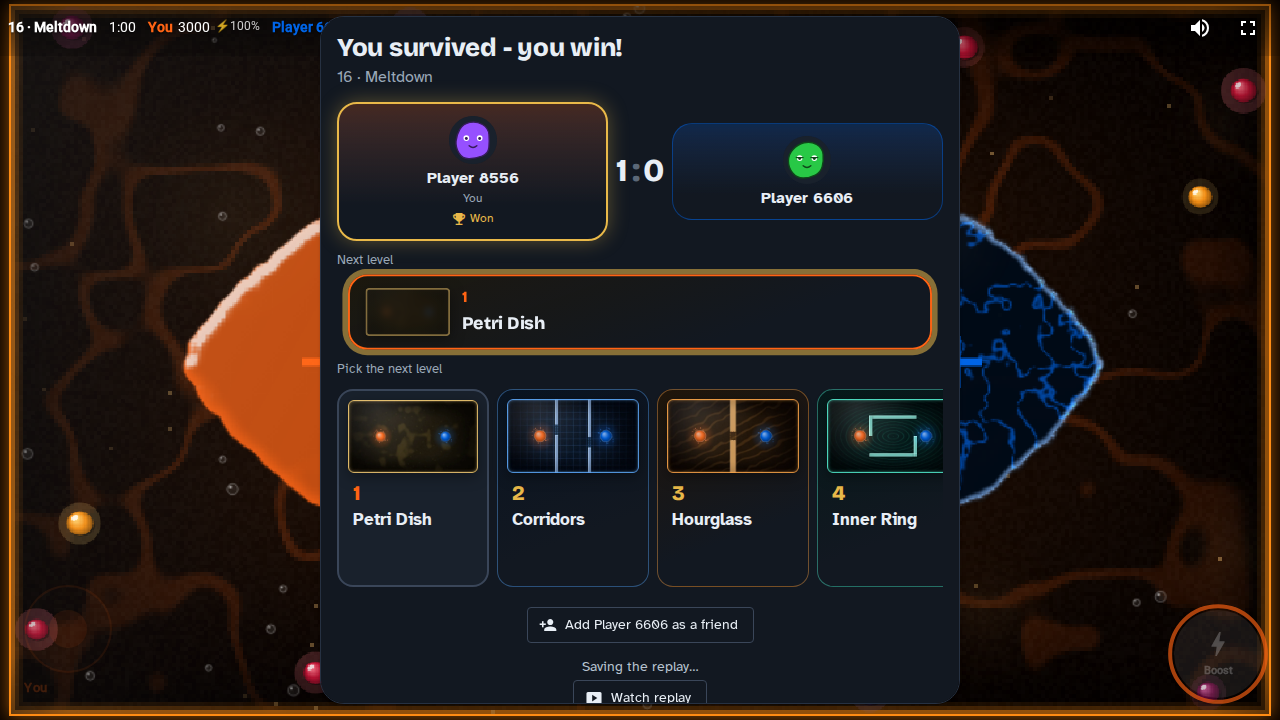 16 · Meltdown 1:00 You 3000 ⚡100% Player 66
You survived - you win!
16 · Meltdown
Player 8556
You
Won
1:0
Player 6606
Next level
1
Petri Dish
Pick the next level
1
Petri Dish
2
Corridors
3
Hourglass
4
Inner Ring
Add Player 6606 as a friend
Saving the replay...
Watch replay
Boost
You